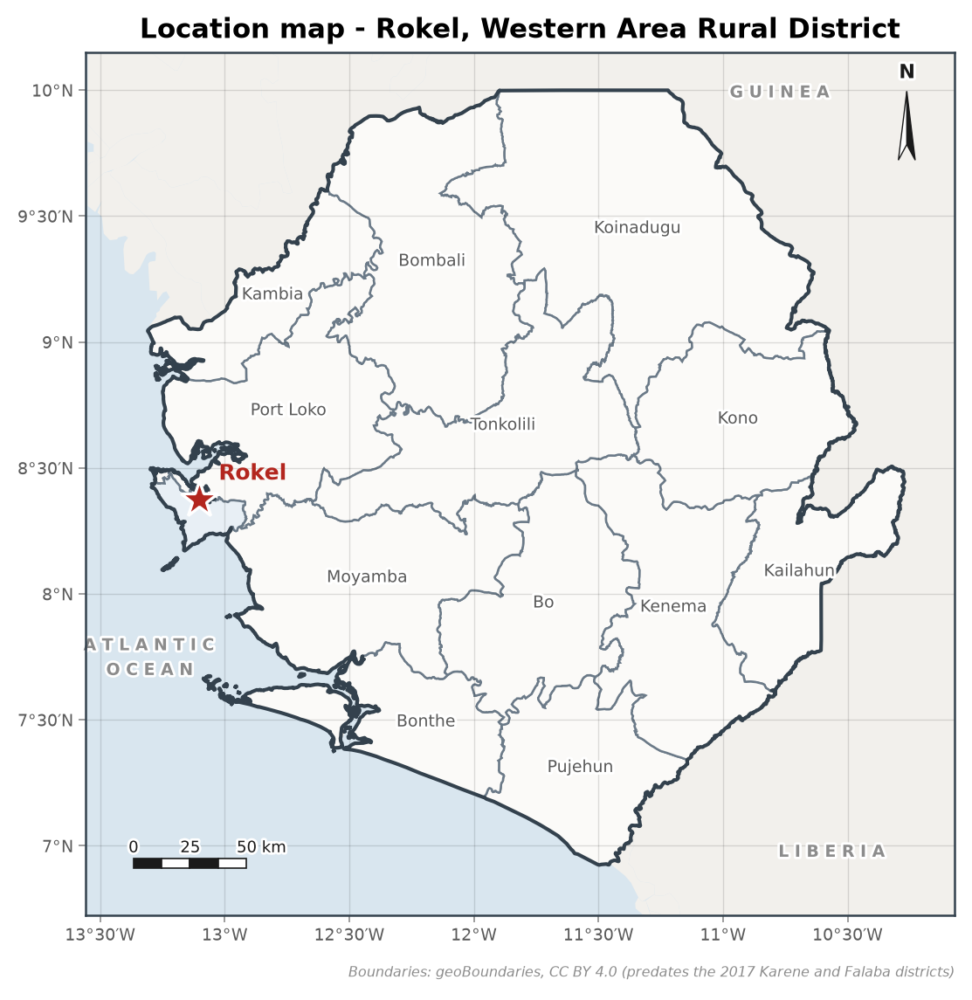 Location map - Rokel, Western Area Rural District
N
GUINEA
10°N
9°30′N
9°N
8°30′N
8°N
7°30′N
7°N
Koinadugu
Bombali
Kambia
Port Loko
Tonkolili
Kono
Rokel
Moyamba
Kailahun
Bo
Kenema
ATLANTIC
OCEAN
Bonthe
Pujehun
LIBERIA
0 25 50 km
13°30′W 13°W 12°30′W 12°W 11°30′W 11°W 10°30′W
Boundaries: geoBoundaries, CC BY 4.0 (predates the 2017 Karene and Falaba districts)